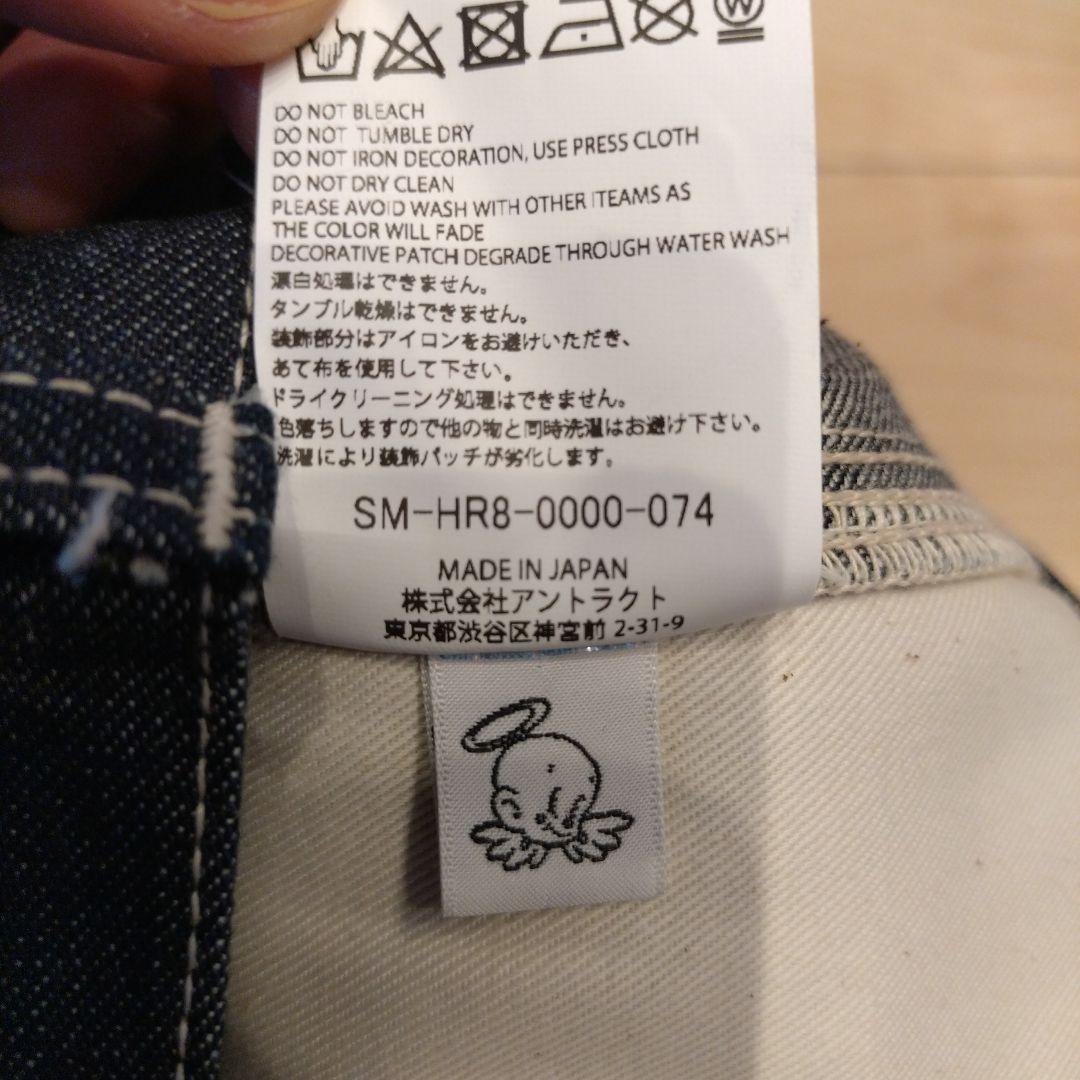 W
DO NOT BLEACH
DO NOT TUMBLE DRY
DO NOT IRON DECORATION, USE PRESS CLOTH
DO NOT DRY CLEAN
PLEASE AVOID WASH WITH OTHER ITEAMS AS
THE COLOR WILL FADE
DECORATIVE PATCH DEGRADE THROUGH WATER WASH
漂白処理はできません。
タンブル乾燥はできません。
装飾部分はアイロンをお避けいただき、
あて布を使用して下さい。
ドライクリーニング処理はできません。
色落ちしますので他の物と同時洗濯はお避け下さい。
洗濯により装飾パッチが劣化します。
SM-HR8-0000-074
MADE IN JAPAN
株式会社アントラクト
東京都渋谷区神宮前 2-31-9